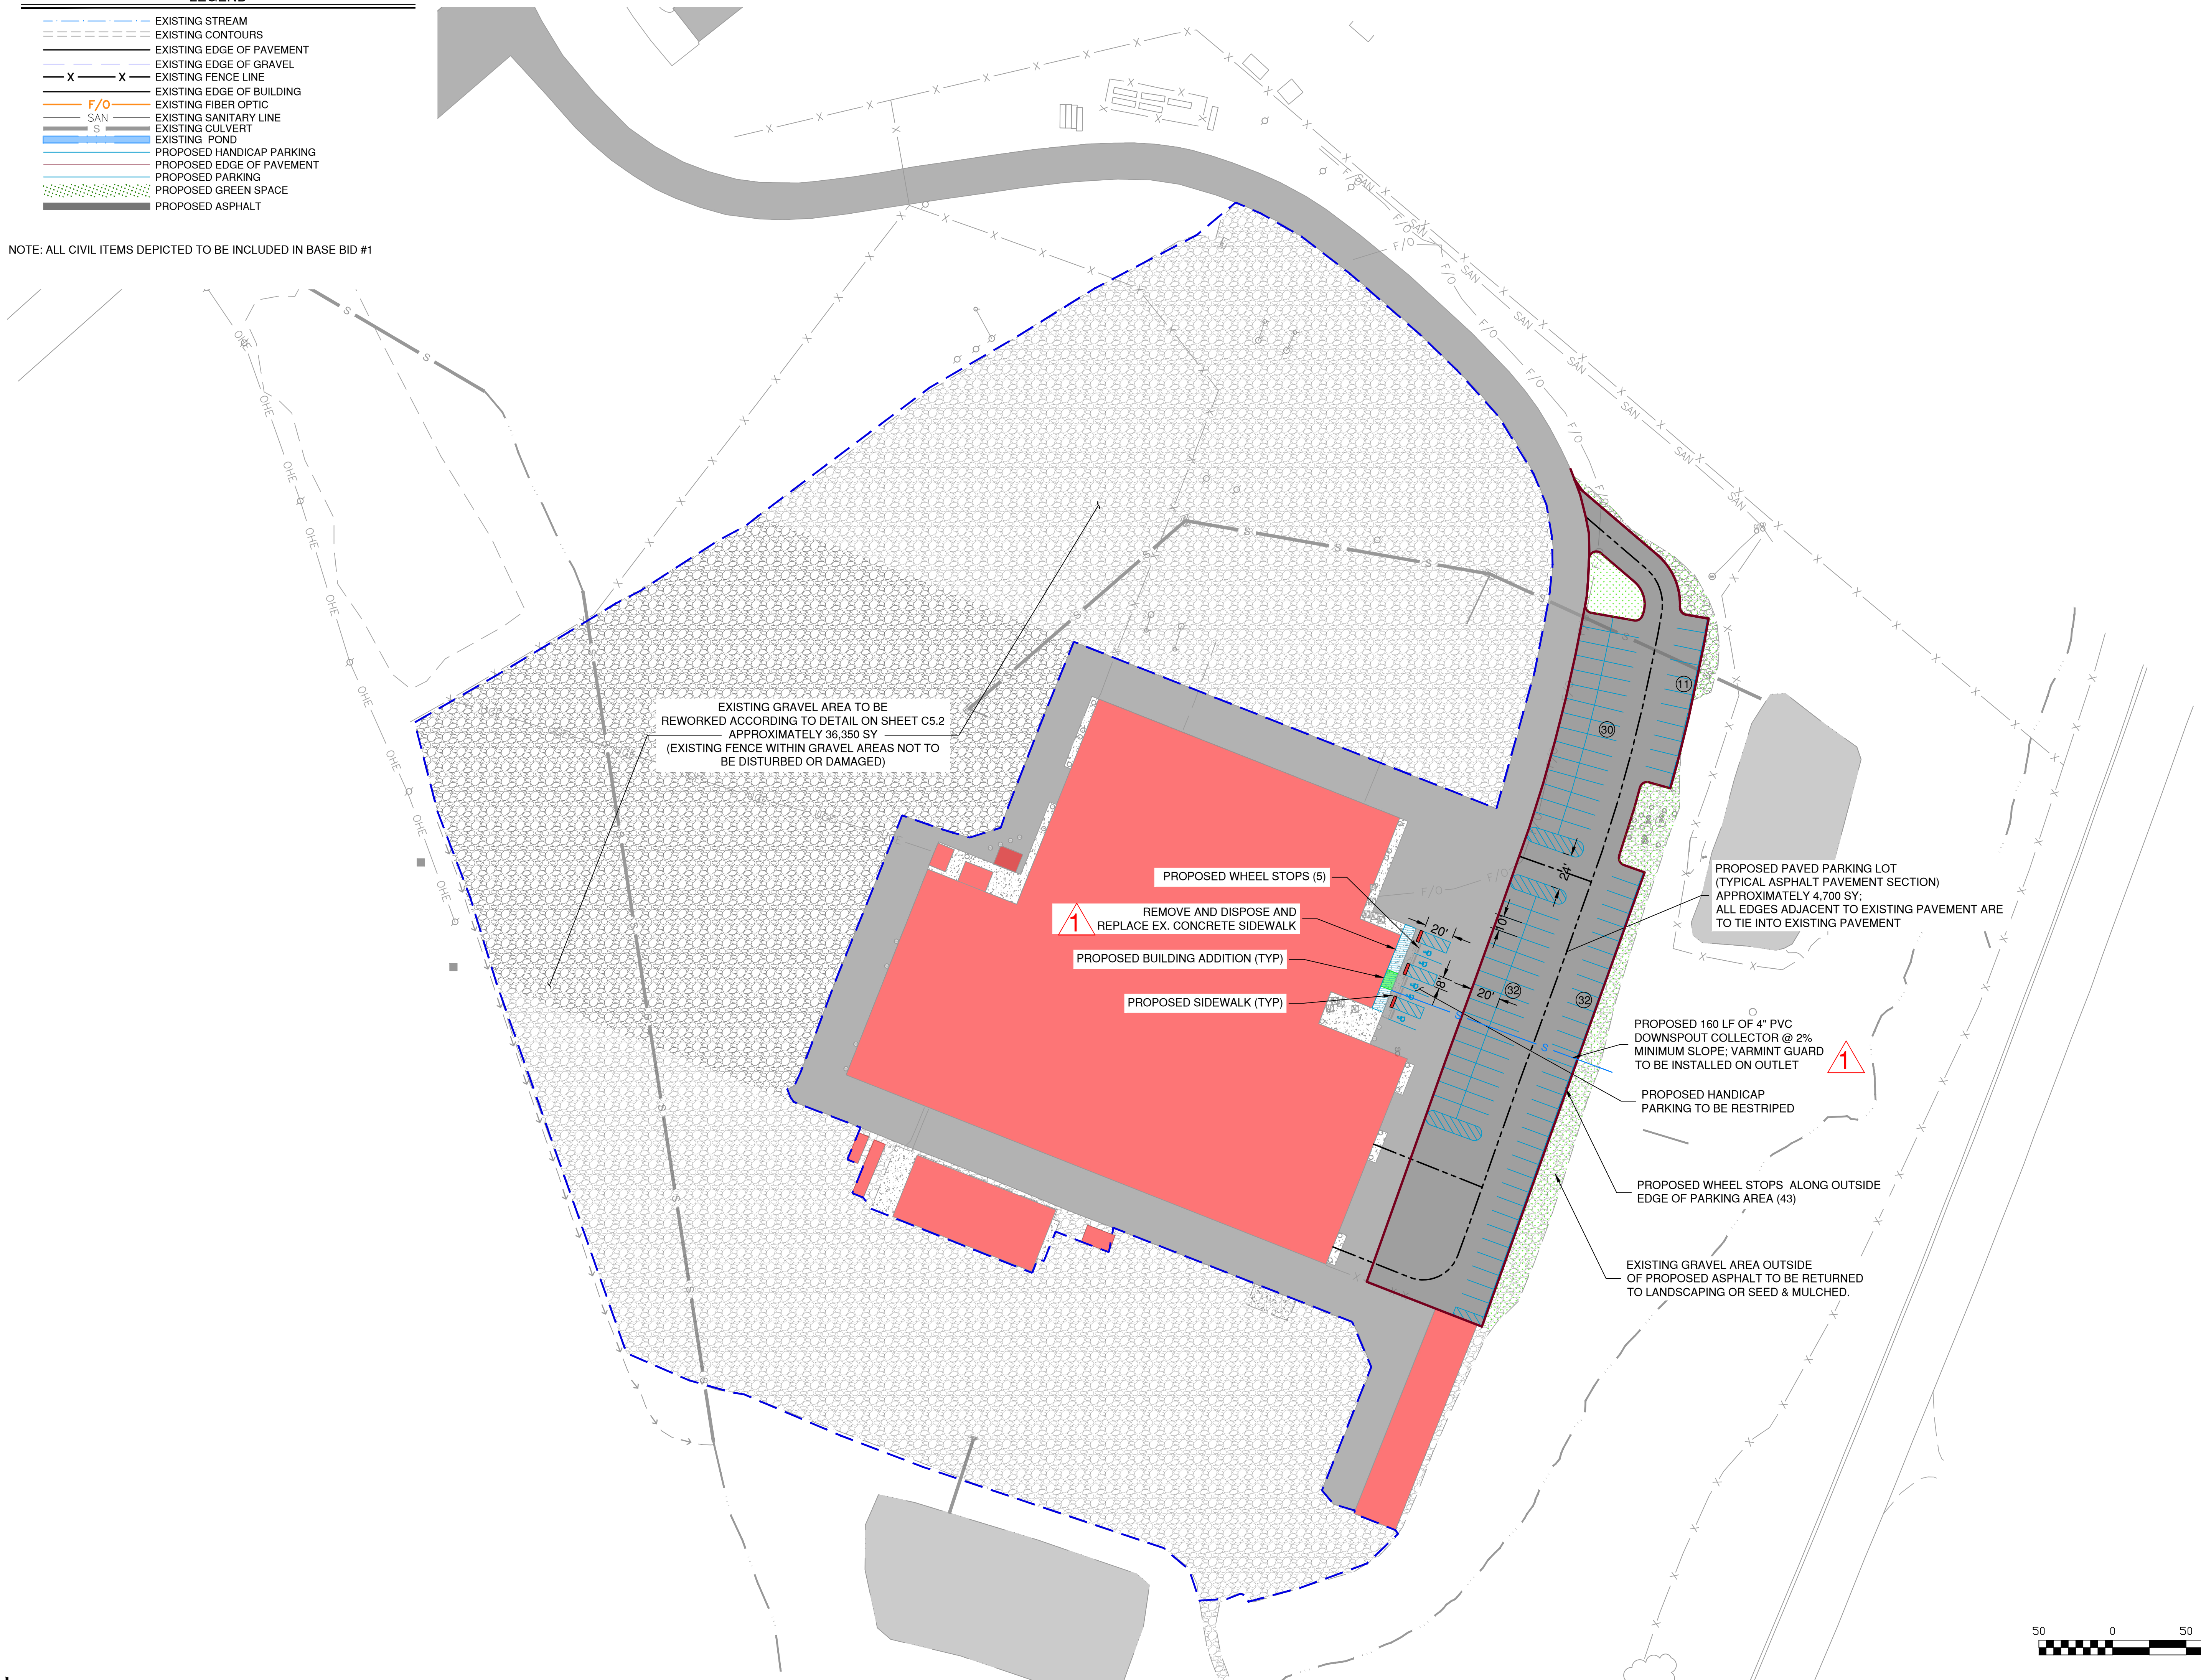 LEGEND
EXISTING STREAM
EXISTING CONTOURS
EXISTING EDGE OF PAVEMENT
EXISTING EDGE OF GRAVEL
X X EXISTING FENCE LINE
EXISTING EDGE OF BUILDING
F/O EXISTING FIBER OPTIC
SAN EXISTING SANITARY LINE
S EXISTING CULVERT
EXISTING POND
PROPOSED HANDICAP PARKING
PROPOSED EDGE OF PAVEMENT
PROPOSED PARKING
PROPOSED GREEN SPACE
PROPOSED ASPHALT
NOTE: ALL CIVIL ITEMS DEPICTED TO BE INCLUDED IN BASE BID #1
EXISTING GRAVEL AREA TO BE
REWORKED ACCORDING TO DETAIL ON SHEET C5.2
APPROXIMATELY 36,350 SY
(EXISTING FENCE WITHIN GRAVEL AREAS NOT TO
BE DISTURBED OR DAMAGED)
PROPOSED WHEEL STOPS (5)
1
REMOVE AND DISPOSE AND
REPLACE EX. CONCRETE SIDEWALK
PROPOSED BUILDING ADDITION (TYP)
PROPOSED SIDEWALK (TYP)
11
30
24'
10'
20'
8'
20'
32
32
PROPOSED PAVED PARKING LOT
(TYPICAL ASPHALT PAVEMENT SECTION)
APPROXIMATELY 4,700 SY;
ALL EDGES ADJACENT TO EXISTING PAVEMENT ARE
TO TIE INTO EXISTING PAVEMENT
PROPOSED 160 LF OF 4" PVC
DOWNSPOUT COLLECTOR @ 2%
MINIMUM SLOPE; VARMINT GUARD
TO BE INSTALLED ON OUTLET
1
PROPOSED HANDICAP
PARKING TO BE RESTRIPED
PROPOSED WHEEL STOPS ALONG OUTSIDE
EDGE OF PARKING AREA (43)
EXISTING GRAVEL AREA OUTSIDE
OF PROPOSED ASPHALT TO BE RETURNED
TO LANDSCAPING OR SEED & MULCHED.
50 0 50